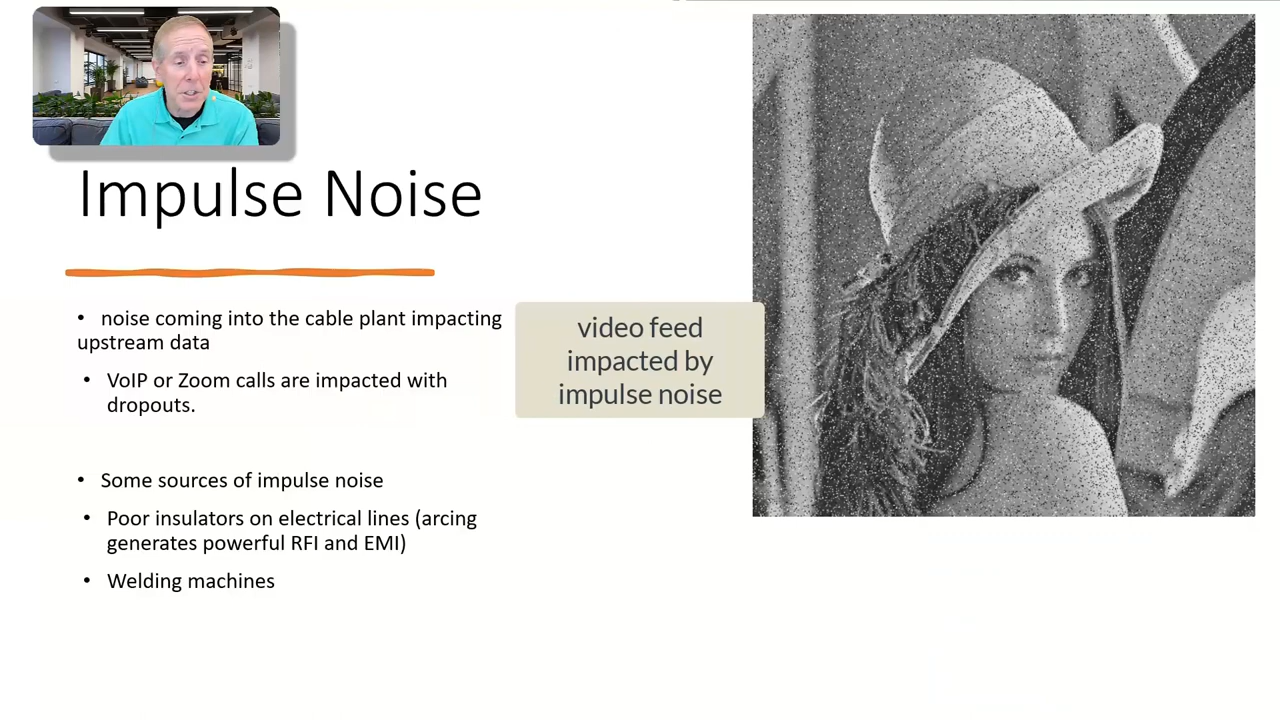 Impulse Noise
• noise coming into the cable plant impacting
upstream data
• VoIP or Zoom calls are impacted with
dropouts.
• Some sources of impulse noise
• Poor insulators on electrical lines (arcing
generates powerful RFI and EMI)
• Welding machines
video feed
impacted by
impulse noise